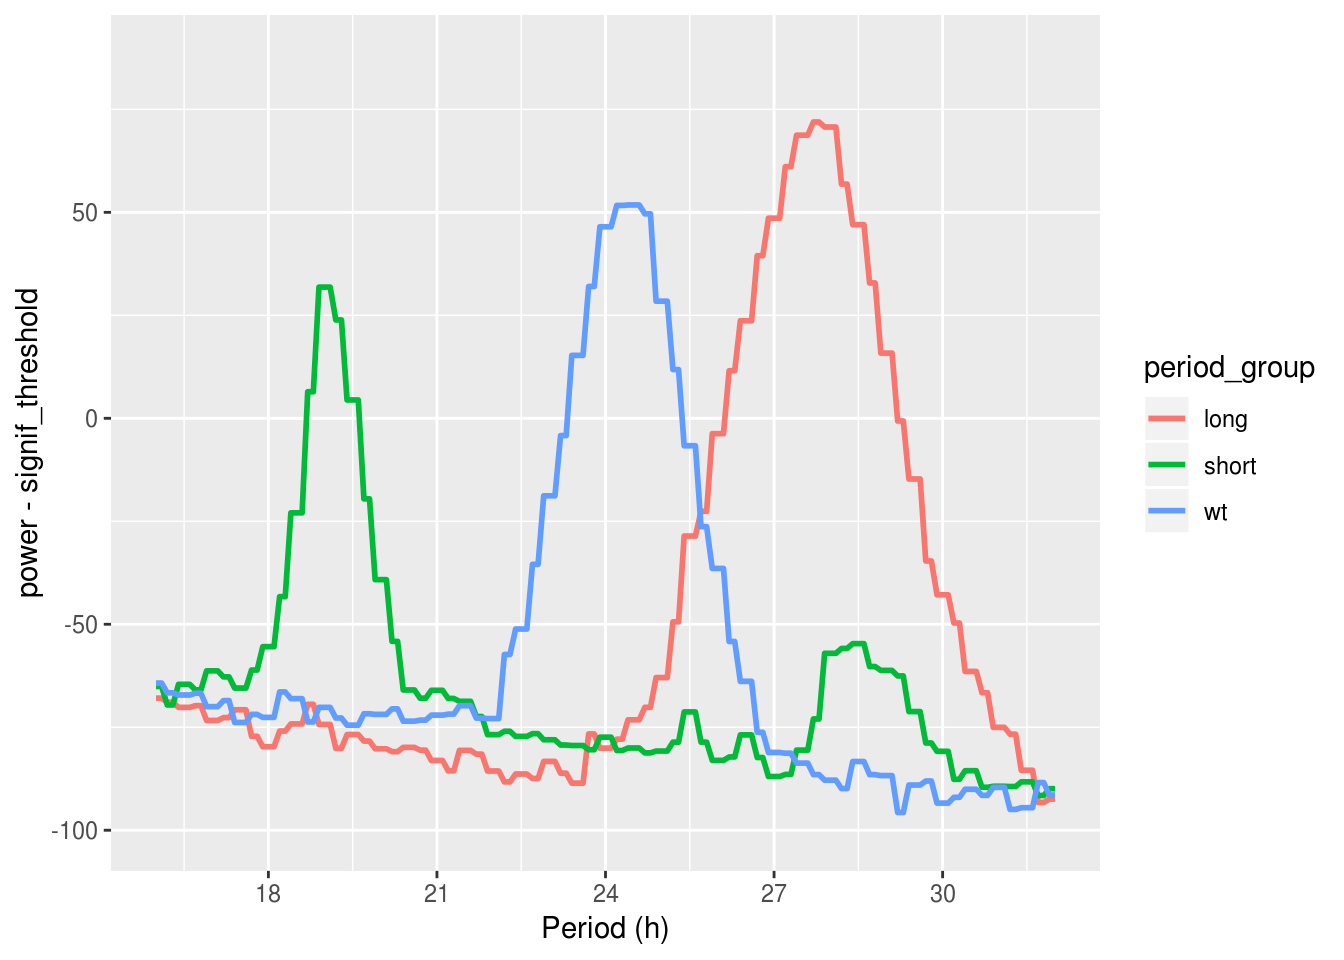 power - signif_threshold
50
0
-50
-100
18 21 24 27 30
Period (h)
period_group
long
short
wt